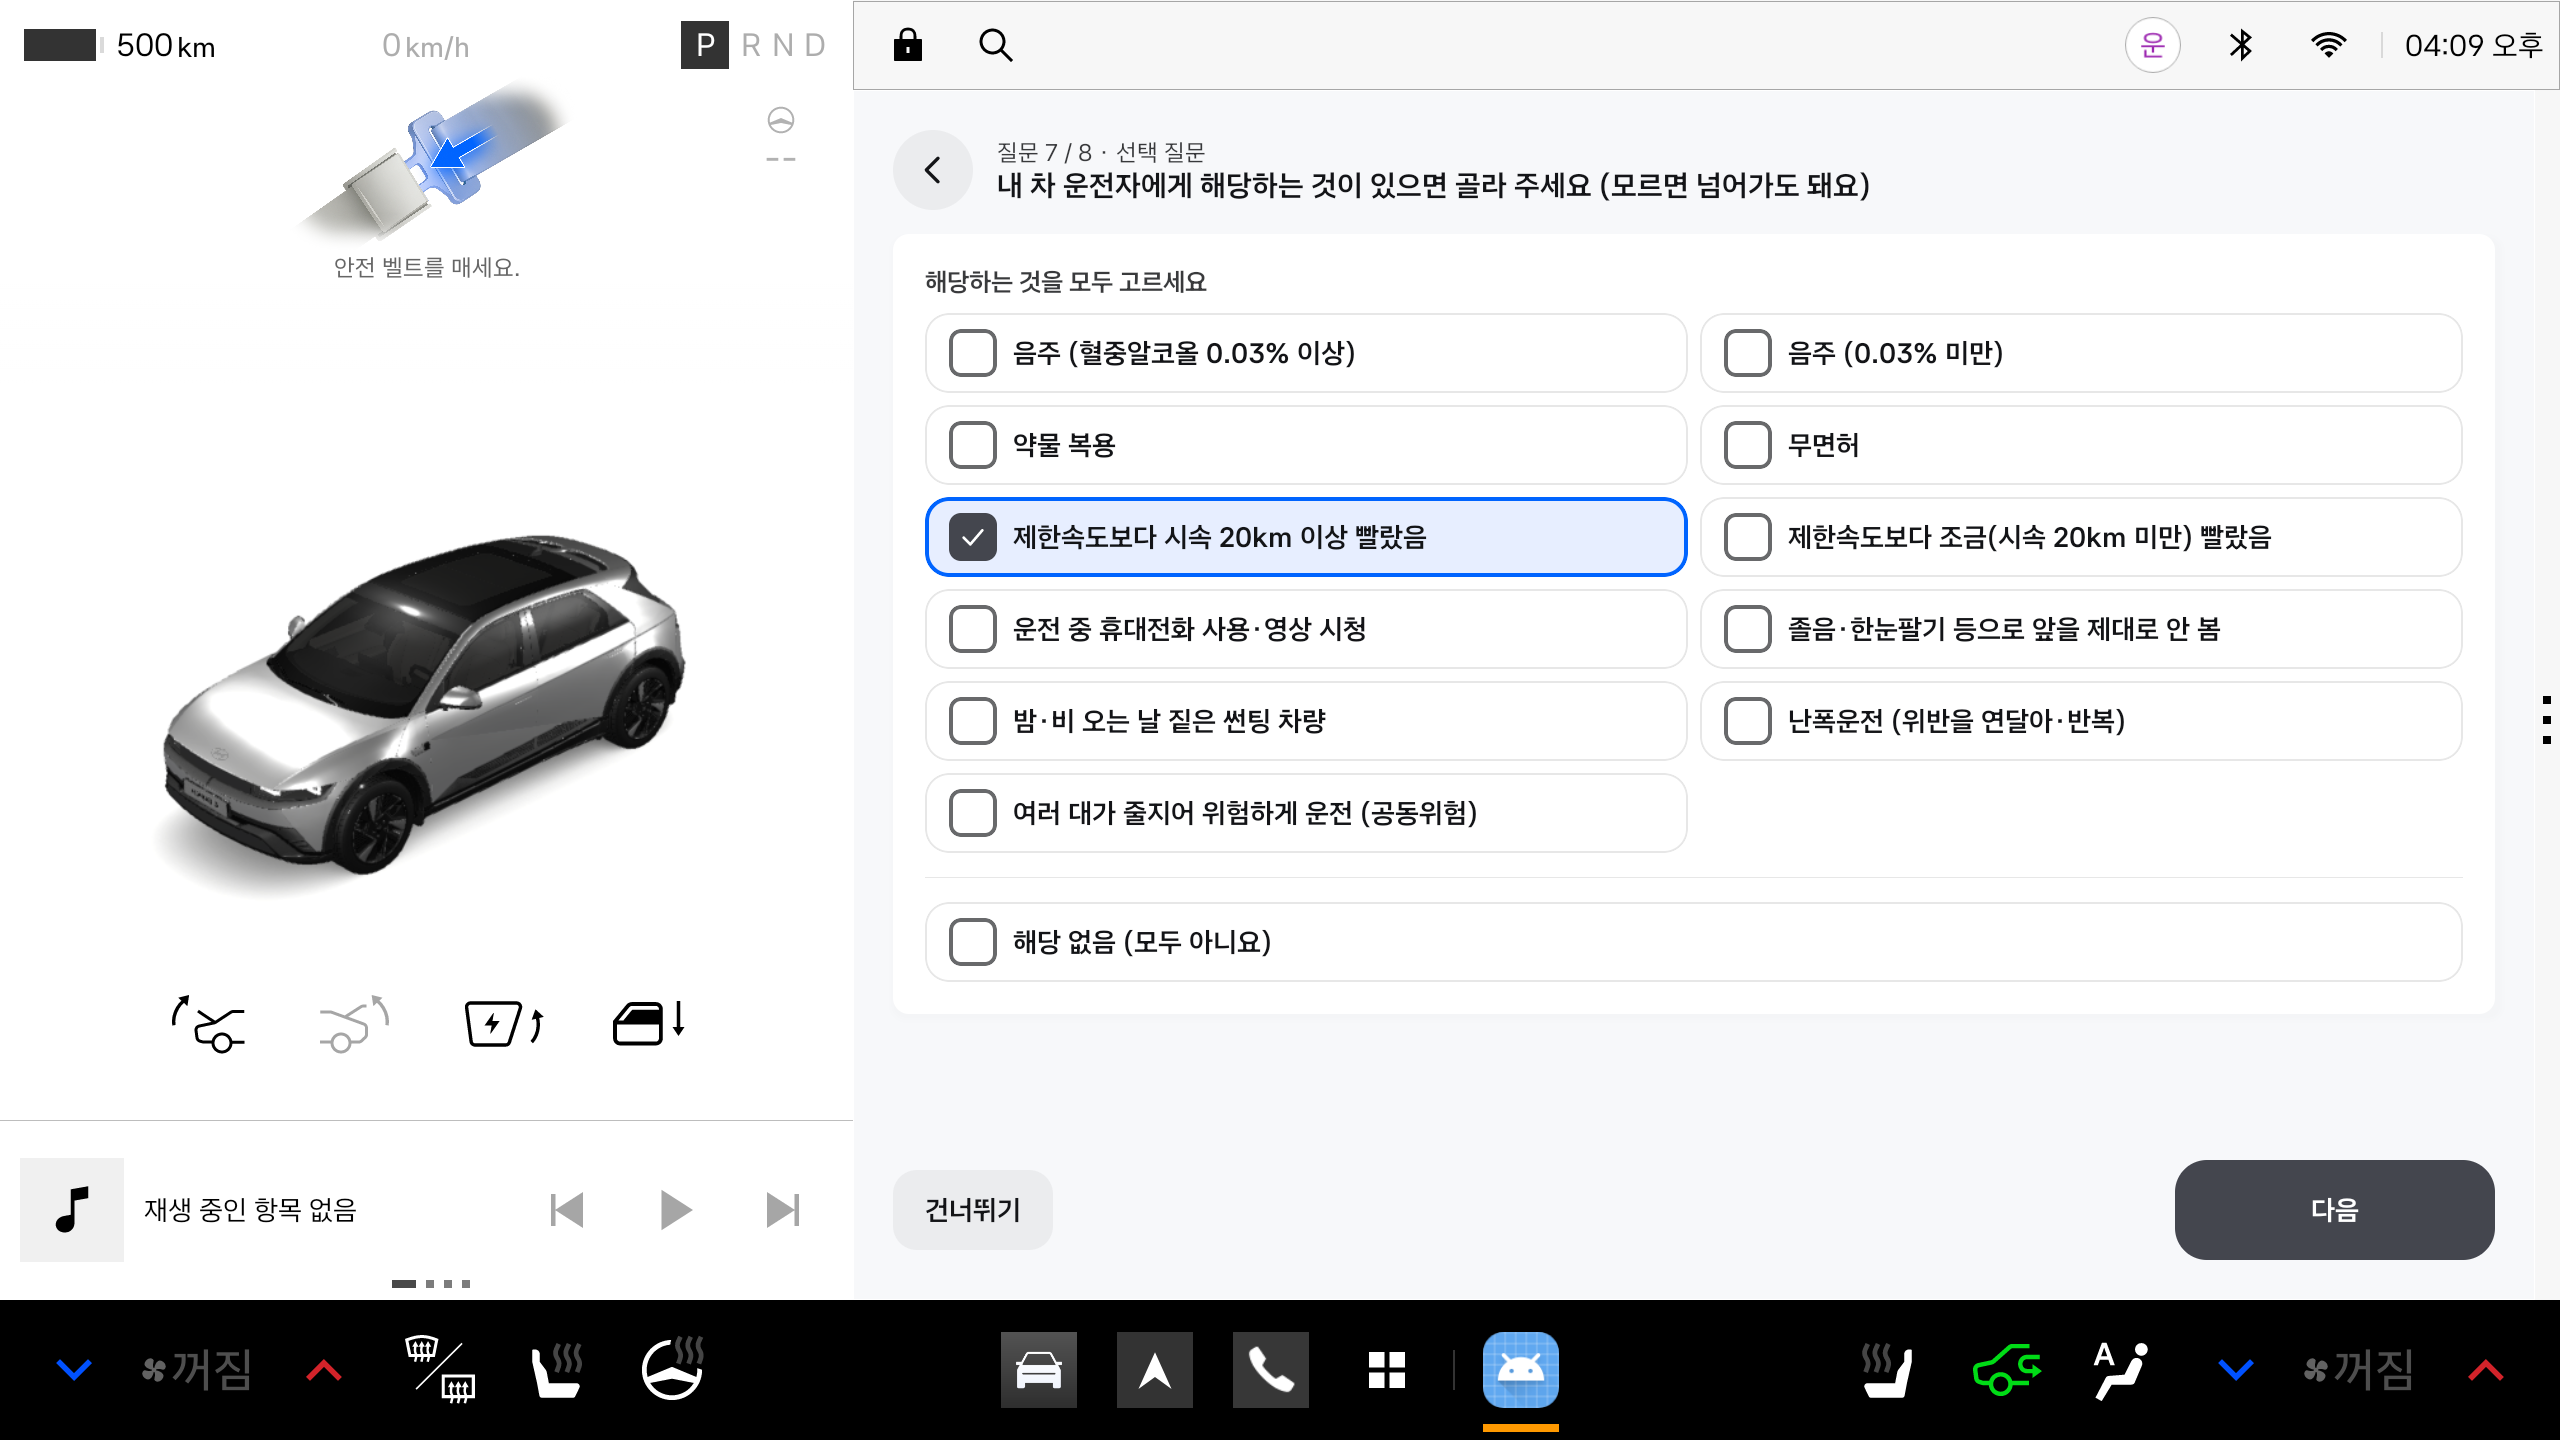 500 km
0 km/h
P R N D
안전 벨트를 매세요.
재생 중인 항목 없음
운
04:09 오후
질문 7 / 8 · 선택 질문
내 차 운전자에게 해당하는 것이 있으면 골라 주세요 (모르면 넘어가도 돼요)
해당하는 것을 모두 고르세요
음주 (혈중알코올 0.03% 이상)
음주 (0.03% 미만)
약물 복용
무면허
제한속도보다 시속 20km 이상 빨랐음
제한속도보다 조금(시속 20km 미만) 빨랐음
운전 중 휴대전화 사용·영상 시청
졸음·한눈팔기 등으로 앞을 제대로 안 봄
밤·비 오는 날 짙은 썬팅 차량
난폭운전 (위반을 연달아·반복)
여러 대가 줄지어 위험하게 운전 (공동위험)
해당 없음 (모두 아니요)
건너뛰기
다음
꺼짐
A
꺼짐